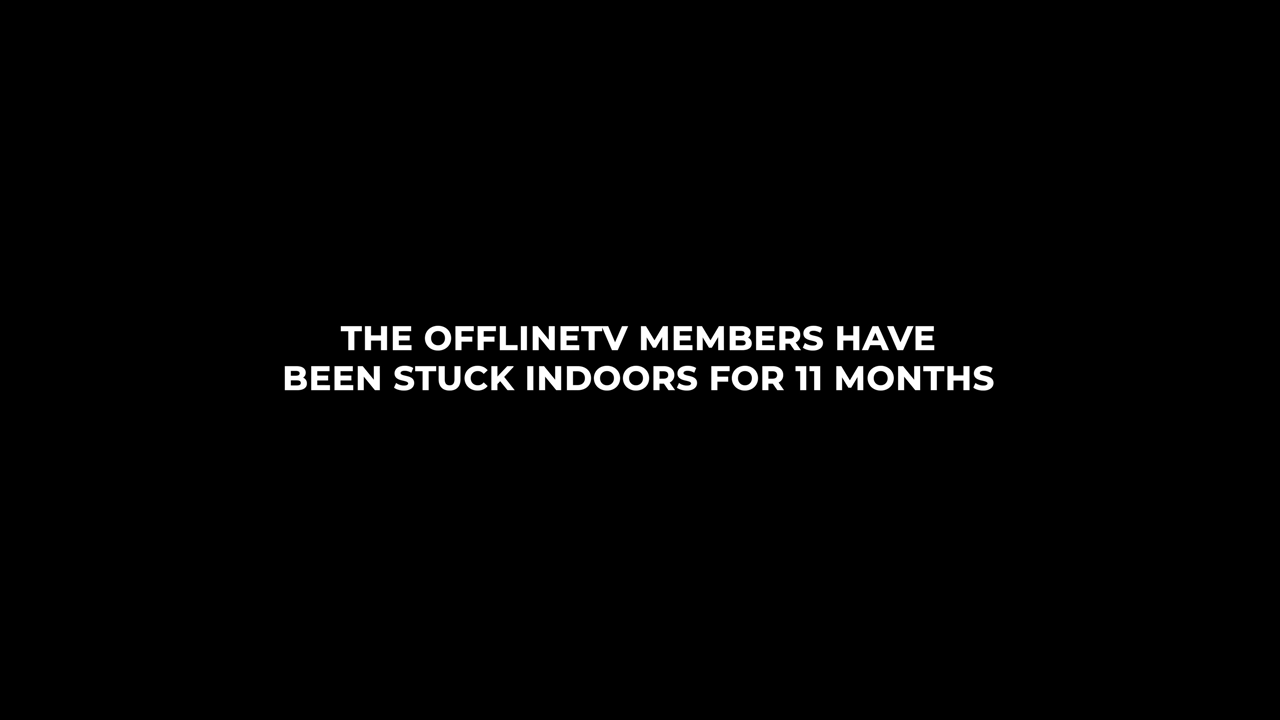 THE OFFLINETV MEMBERS HAVE
BEEN STUCK INDOORS FOR 11 MONTHS